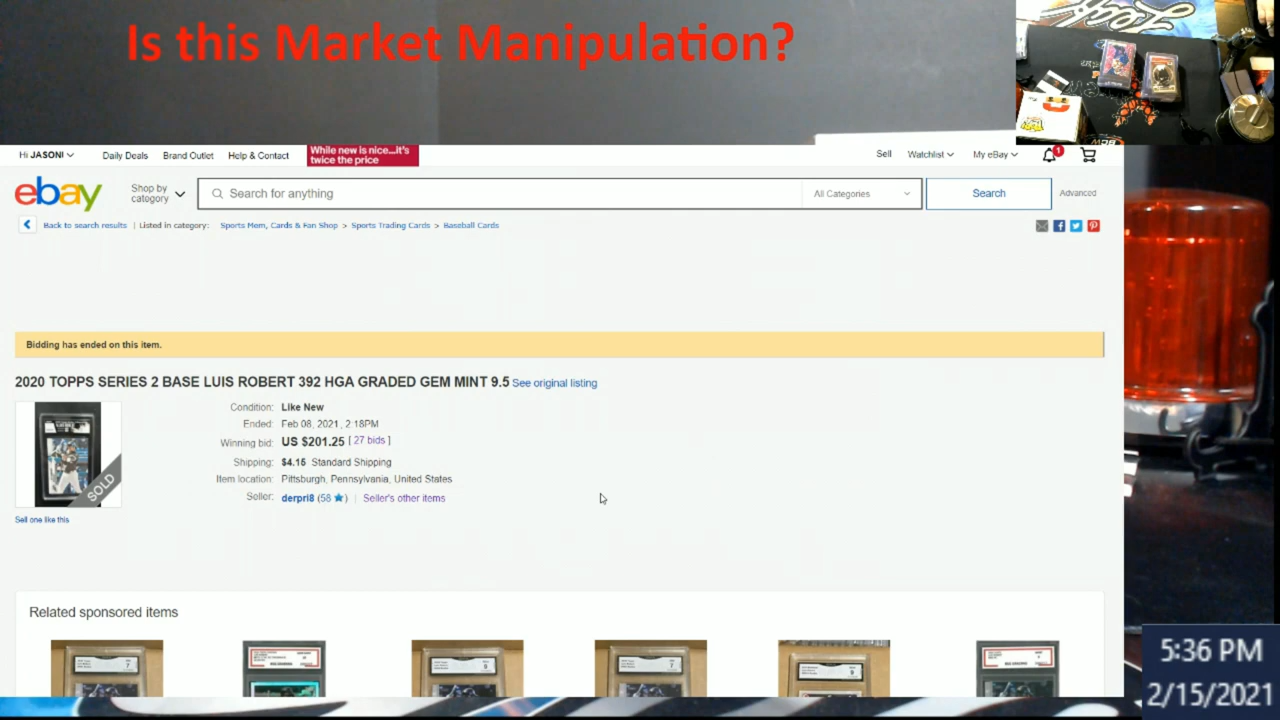 Is this Market Manipulation?
Hi JASON!
Daily Deals Brand Outlet Help & Contact
While new is nice...it's
twice the price
Sell Watchlist My eBay
1
ebay
Shop by
category
Search for anything
All Categories
Search
Advanced
Back to search results | Listed in category: Sports Mem, Cards & Fan Shop > Sports Trading Cards > Baseball Cards
Bidding has ended on this item.
2020 TOPPS SERIES 2 BASE LUIS ROBERT 392 HGA GRADED GEM MINT 9.5 See original listing
SOLD
Sell one like this
Condition: Like New
Ended: Feb 08, 2021, 2:18PM
Winning bid: US $201.25 [ 27 bids ]
Shipping: $4.15 Standard Shipping
Item location: Pittsburgh, Pennsylvania, United States
Seller: derpri8 (58 ★) | Seller's other items
Related sponsored items
5:36 PM
2/15/2021